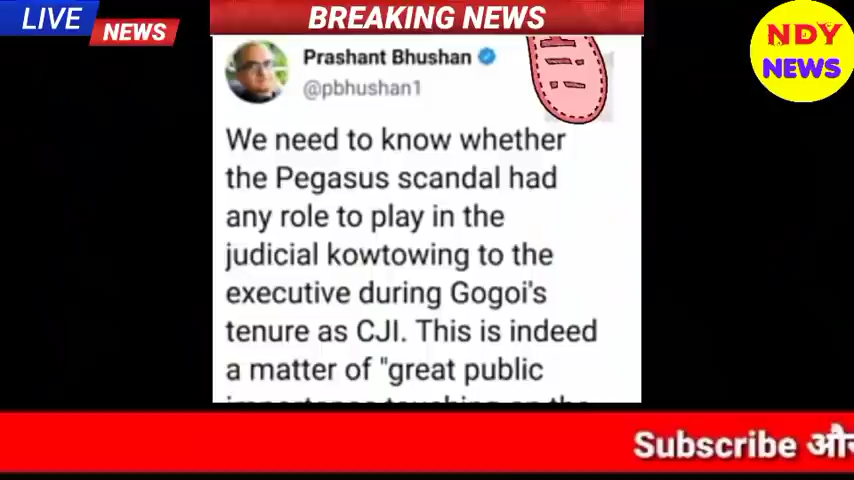 LIVE
NEWS
BREAKING NEWS
NDY
NEWS
Prashant Bhushan
@pbhushan1
We need to know whether
the Pegasus scandal had
any role to play in the
judicial kowtowing to the
executive during Gogoi's
tenure as CJI. This is indeed
a matter of "great public
Subscribe